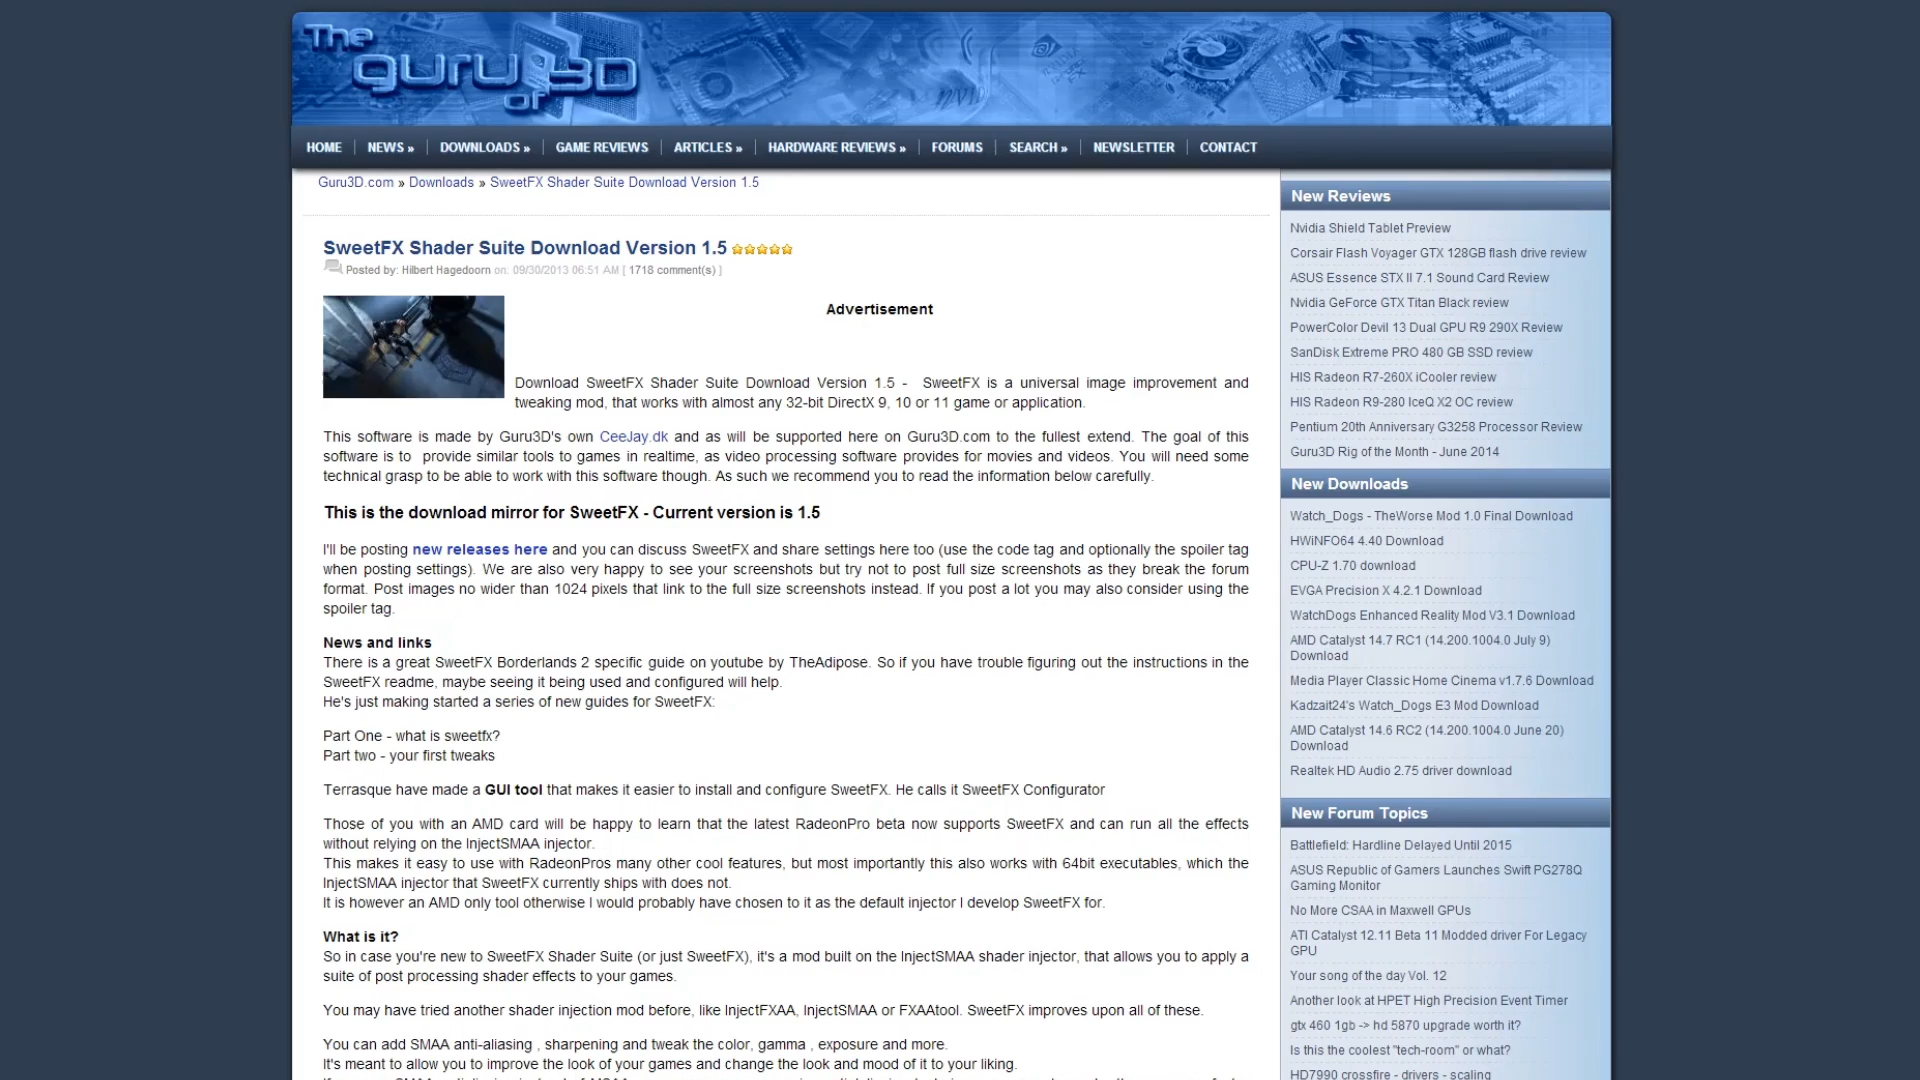 The guru of 3D
HOME NEWS » DOWNLOADS » GAME REVIEWS ARTICLES » HARDWARE REVIEWS » FORUMS SEARCH » NEWSLETTER CONTACT
Guru3D.com » Downloads » SweetFX Shader Suite Download Version 1.5
SweetFX Shader Suite Download Version 1.5
Posted by: Hilbert Hagedoorn on: 09/30/2013 06:51 AM [ 1718 comment(s) ]
Advertisement
Download SweetFX Shader Suite Download Version 1.5 - SweetFX is a universal image improvement and
tweaking mod, that works with almost any 32-bit DirectX 9, 10 or 11 game or application.
This software is made by Guru3D's own CeeJay.dk and as will be supported here on Guru3D.com to the fullest extend. The goal of this
software is to provide similar tools to games in realtime, as video processing software provides for movies and videos. You will need some
technical grasp to be able to work with this software though. As such we recommend you to read the information below carefully.
This is the download mirror for SweetFX - Current version is 1.5
I'll be posting new releases here and you can discuss SweetFX and share settings here too (use the code tag and optionally the spoiler tag
when posting settings). We are also very happy to see your screenshots but try not to post full size screenshots as they break the forum
format. Post images no wider than 1024 pixels that link to the full size screenshots instead. If you post a lot you may also consider using the
spoiler tag.
News and links
There is a great SweetFX Borderlands 2 specific guide on youtube by TheAdipose. So if you have trouble figuring out the instructions in the
SweetFX readme, maybe seeing it being used and configured will help.
He's just making started a series of new guides for SweetFX:
Part One - what is sweetfx?
Part two - your first tweaks
Terrasque have made a GUI tool that makes it easier to install and configure SweetFX. He calls it SweetFX Configurator
Those of you with an AMD card will be happy to learn that the latest RadeonPro beta now supports SweetFX and can run all the effects
without relying on the InjectSMAA injector.
This makes it easy to use with RadeonPros many other cool features, but most importantly this also works with 64bit executables, which the
InjectSMAA injector that SweetFX currently ships with does not.
It is however an AMD only tool otherwise I would probably have chosen to it as the default injector I develop SweetFX for.
What is it?
So in case you're new to SweetFX Shader Suite (or just SweetFX), it's a mod built on the InjectSMAA shader injector, that allows you to apply a
suite of post processing shader effects to your games.
You may have tried another shader injection mod before, like InjectFXAA, InjectSMAA or FXAAtool. SweetFX improves upon all of these.
You can add SMAA anti-aliasing , sharpening and tweak the color, gamma , exposure and more.
It's meant to allow you to improve the look of your games and change the look and mood of it to your liking.
New Reviews
Nvidia Shield Tablet Preview
Corsair Flash Voyager GTX 128GB flash drive review
ASUS Essence STX II 7.1 Sound Card Review
Nvidia GeForce GTX Titan Black review
PowerColor Devil 13 Dual GPU R9 290X Review
SanDisk Extreme PRO 480 GB SSD review
HIS Radeon R7-260X iCooler review
HIS Radeon R9-280 IceQ X2 OC review
Pentium 20th Anniversary G3258 Processor Review
Guru3D Rig of the Month - June 2014
New Downloads
Watch_Dogs - TheWorse Mod 1.0 Final Download
HWiNFO64 4.40 Download
CPU-Z 1.70 download
EVGA Precision X 4.2.1 Download
WatchDogs Enhanced Reality Mod V3.1 Download
AMD Catalyst 14.7 RC1 (14.200.1004.0 July 9)
Download
Media Player Classic Home Cinema v1.7.6 Download
Kadzait24's Watch_Dogs E3 Mod Download
AMD Catalyst 14.6 RC2 (14.200.1004.0 June 20)
Download
Realtek HD Audio 2.75 driver download
New Forum Topics
Battlefield: Hardline Delayed Until 2015
ASUS Republic of Gamers Launches Swift PG278Q
Gaming Monitor
No More CSAA in Maxwell GPUs
ATI Catalyst 12.11 Beta 11 Modded driver For Legacy
GPU
Your song of the day Vol. 12
Another look at HPET High Precision Event Timer
gtx 460 1gb -> hd 5870 upgrade worth it?
Is this the coolest "tech-room" or what?
HD7990 crossfire - drivers - scaling